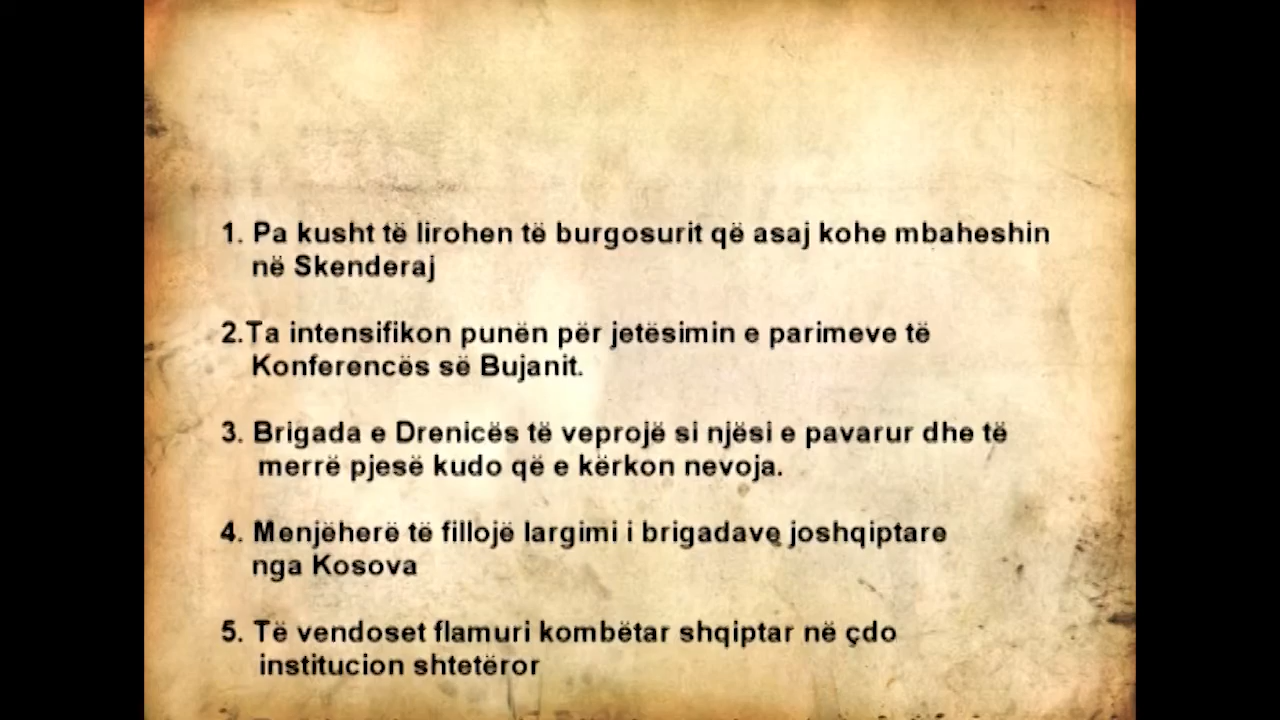 1. Pa kusht të lirohen të burgosurit që asaj kohe mbaheshin
në Skenderaj
2.Ta intensifikon punën për jetësimin e parimeve të
Konferencës së Bujanit.
3. Brigada e Drenicës të veprojë si njësi e pavarur dhe të
merrë pjesë kudo që e kërkon nevoja.
4. Menjëherë të fillojë largimi i brigadave joshqiptare
nga Kosova
5. Të vendoset flamuri kombëtar shqiptar në çdo
institucion shtetëror